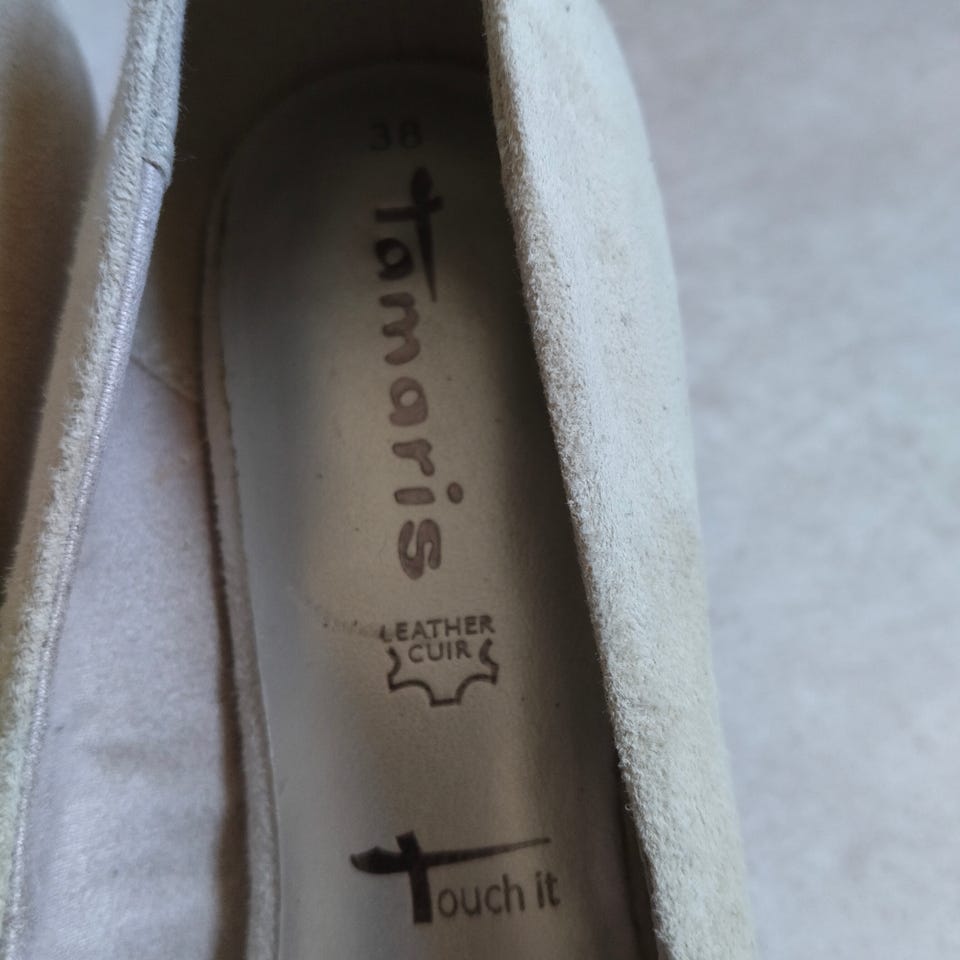 38
Tamaris
LEATHER
CUIR
Touch it